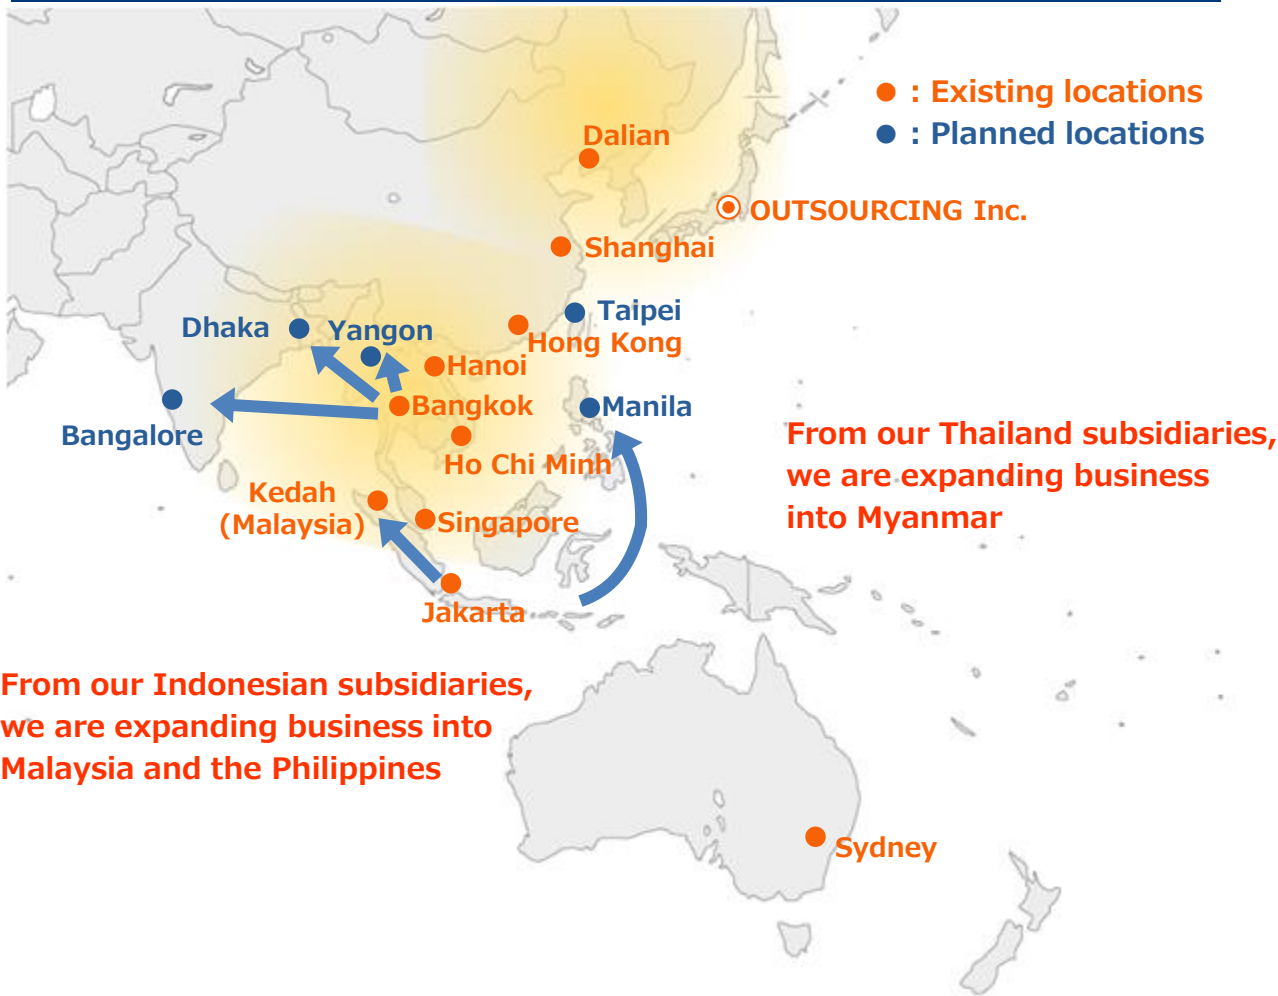 ● : Existing locations
● : Planned locations
Dalian
OUTSOURCING Inc.
Shanghai
Taipei
Dhaka
Yangon
Hong Kong
Hanoi
Bangkok
Manila
Bangalore
Ho Chi Minh
From our Thailand subsidiaries,
we are expanding business
into Myanmar
Kedah
(Malaysia)
Singapore
Jakarta
From our Indonesian subsidiaries,
we are expanding business into
Malaysia and the Philippines
Sydney